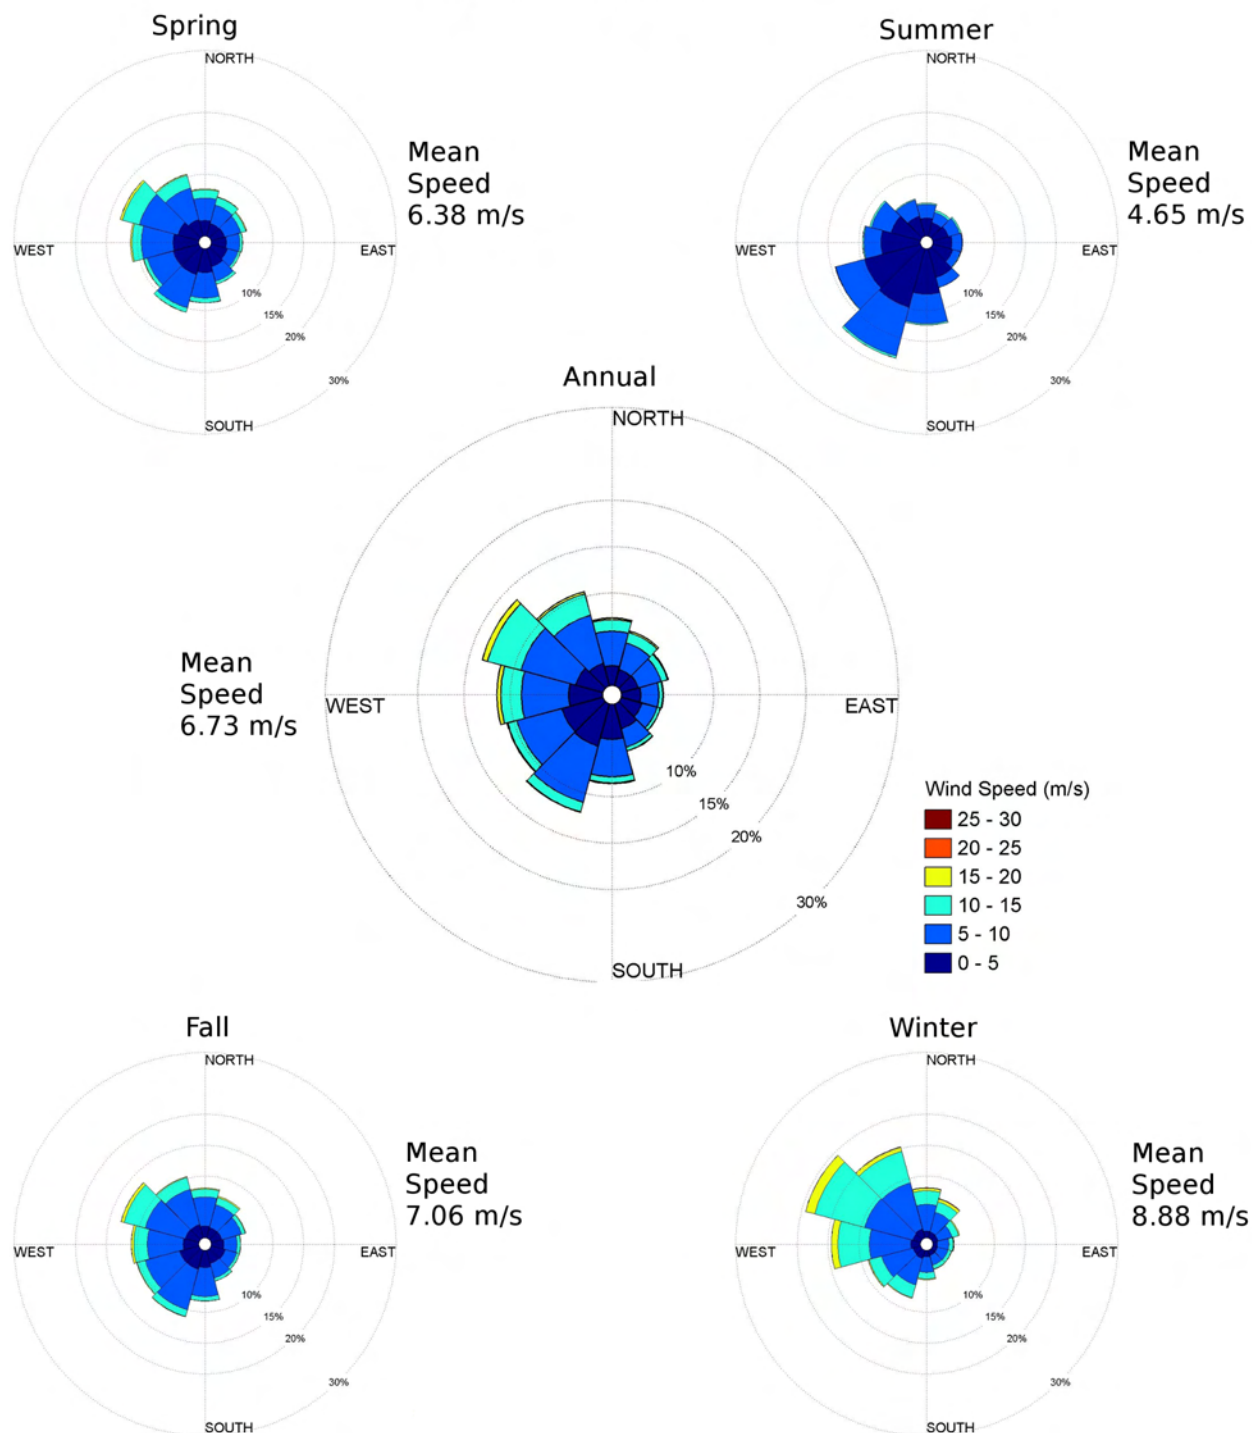 Spring
NORTH
Mean
Speed
6.38 m/s
WEST
EAST
10%
15%
20%
30%
SOUTH
Summer
NORTH
Mean
Speed
4.65 m/s
WEST
EAST
10%
15%
20%
30%
SOUTH
Annual
NORTH
Mean
Speed
6.73 m/s
WEST
EAST
10%
15%
20%
30%
SOUTH
Wind Speed (m/s)
25 - 30
20 - 25
15 - 20
10 - 15
5 - 10
0 - 5
Fall
NORTH
Mean
Speed
7.06 m/s
WEST
EAST
10%
15%
20%
30%
SOUTH
Winter
NORTH
Mean
Speed
8.88 m/s
WEST
EAST
10%
15%
20%
30%
SOUTH